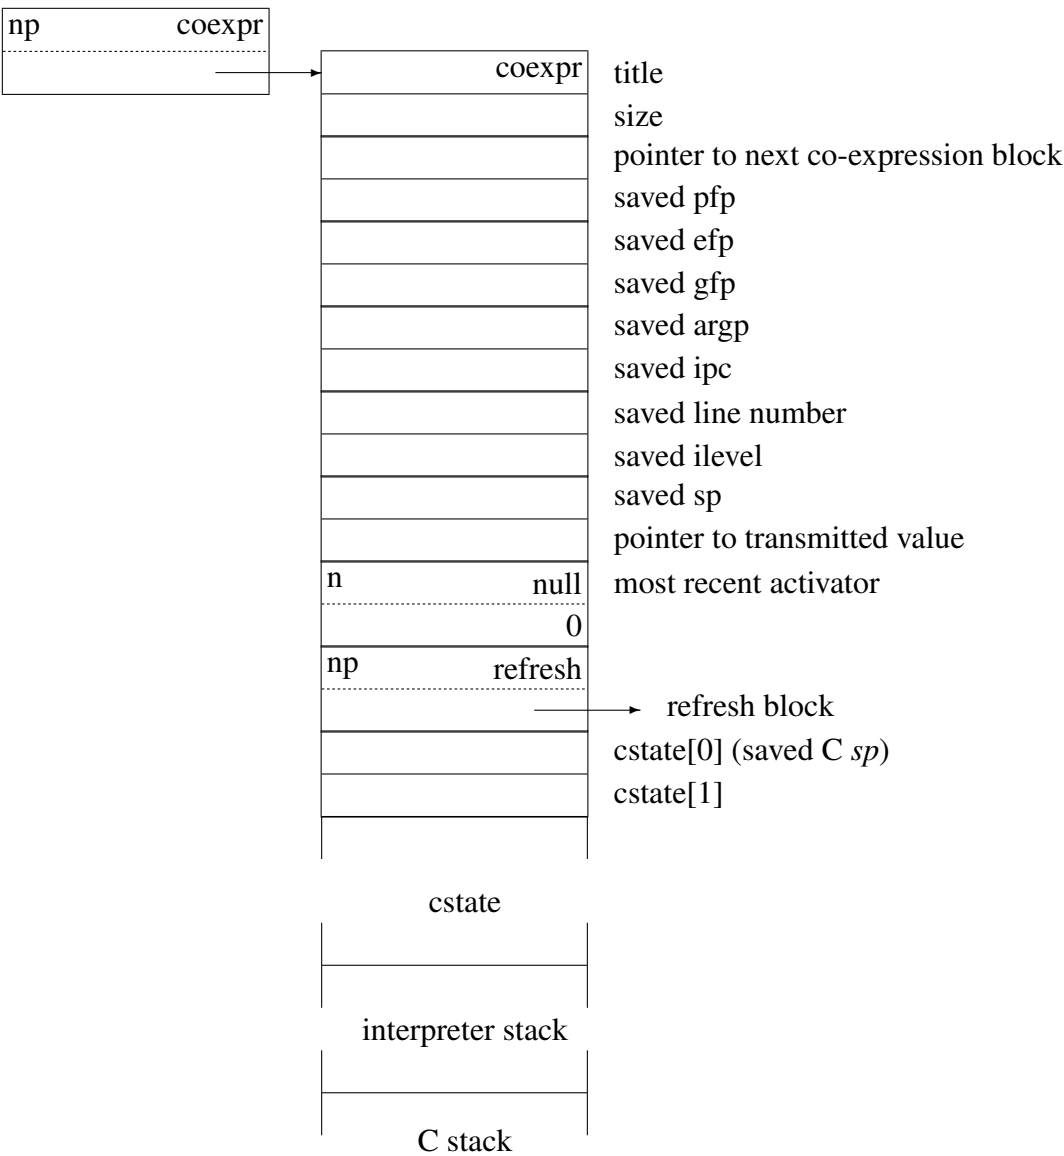 np coexpr
coexpr title
size
pointer to next co-expression block
saved pfp
saved efp
saved gfp
saved argp
saved ipc
saved line number
saved ilevel
saved sp
pointer to transmitted value
n null most recent activator
0
np refresh
refresh block
cstate[0] (saved C sp)
cstate[1]
cstate
interpreter stack
C stack